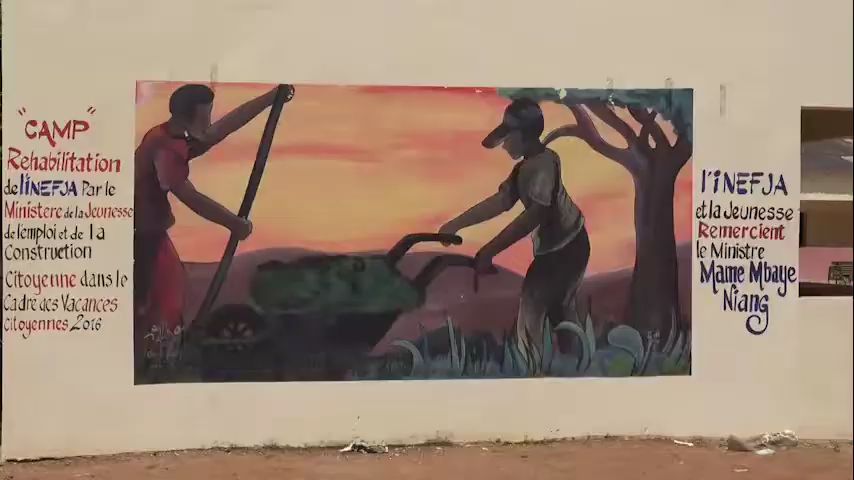 "CAMP"
Rehabilitation
de l'iNEFJA Par le
Ministere de la Jeunesse
de l'emploi et de la
Construction
Citoyenne dans le
Cadre des Vacances
Citoyennes 2016
l'iNEFJA
et la Jeunesse
Remercient
le Ministre
Mame Mbaye
Niang